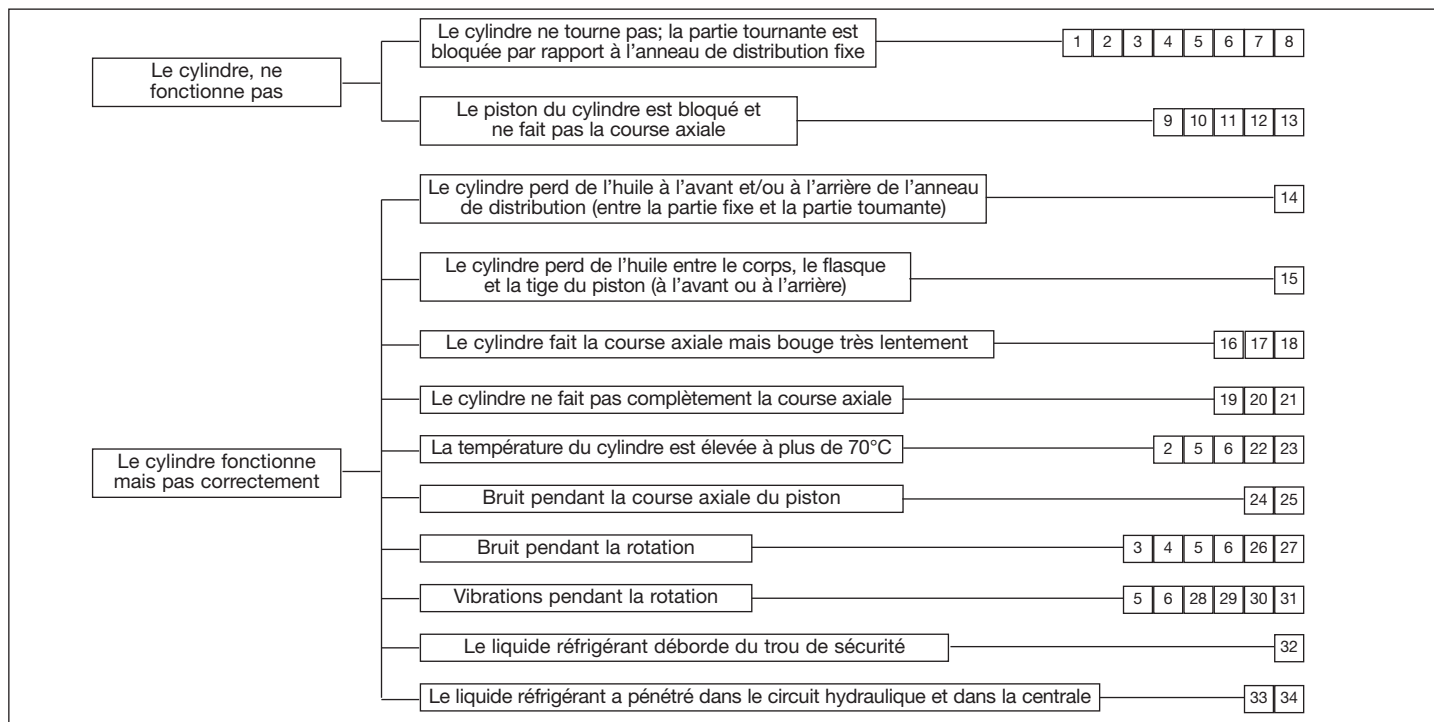 Le cylindre, ne
fonctionne pas
Le cylindre ne tourne pas; la partie tournante est
bloquée par rapport à l’anneau de distribution fixe
1 2 3 4 5 6 7 8
Le piston du cylindre est bloqué et
ne fait pas la course axiale
9 10 11 12 13
Le cylindre fonctionne
mais pas correctement
Le cylindre perd de l’huile à l’avant et/ou à l’arrière de l’anneau
de distribution (entre la partie fixe et la partie toumante)
14
Le cylindre perd de l’huile entre le corps, le flasque
et la tige du piston (à l’avant ou à l’arrière)
15
Le cylindre fait la course axiale mais bouge très lentement
16 17 18
Le cylindre ne fait pas complètement la course axiale
19 20 21
La température du cylindre est élevée à plus de 70°C
2 5 6 22 23
Bruit pendant la course axiale du piston
24 25
Bruit pendant la rotation
3 4 5 6 26 27
Vibrations pendant la rotation
5 6 28 29 30 31
Le liquide réfrigérant déborde du trou de sécurité
32
Le liquide réfrigérant a pénétré dans le circuit hydraulique et dans la centrale
33 34